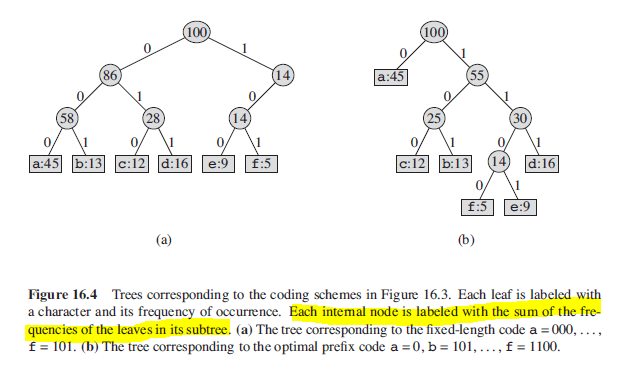 100
0 1
86 14
0 1 0
58 28 14
0 1 0 1 0 1
a:45 b:13 c:12 d:16 e:9 f:5
(a)
100
0 1
a:45 55
0 1
25 30
0 1 0 1
c:12 b:13 14 d:16
0 1
f:5 e:9
(b)
Figure 16.4 Trees corresponding to the coding schemes in Figure 16.3. Each leaf is labeled with
a character and its frequency of occurrence. Each internal node is labeled with the sum of the fre-
quencies of the leaves in its subtree. (a) The tree corresponding to the fixed-length code a = 000, . . . ,
f = 101. (b) The tree corresponding to the optimal prefix code a = 0, b = 101, . . . , f = 1100.